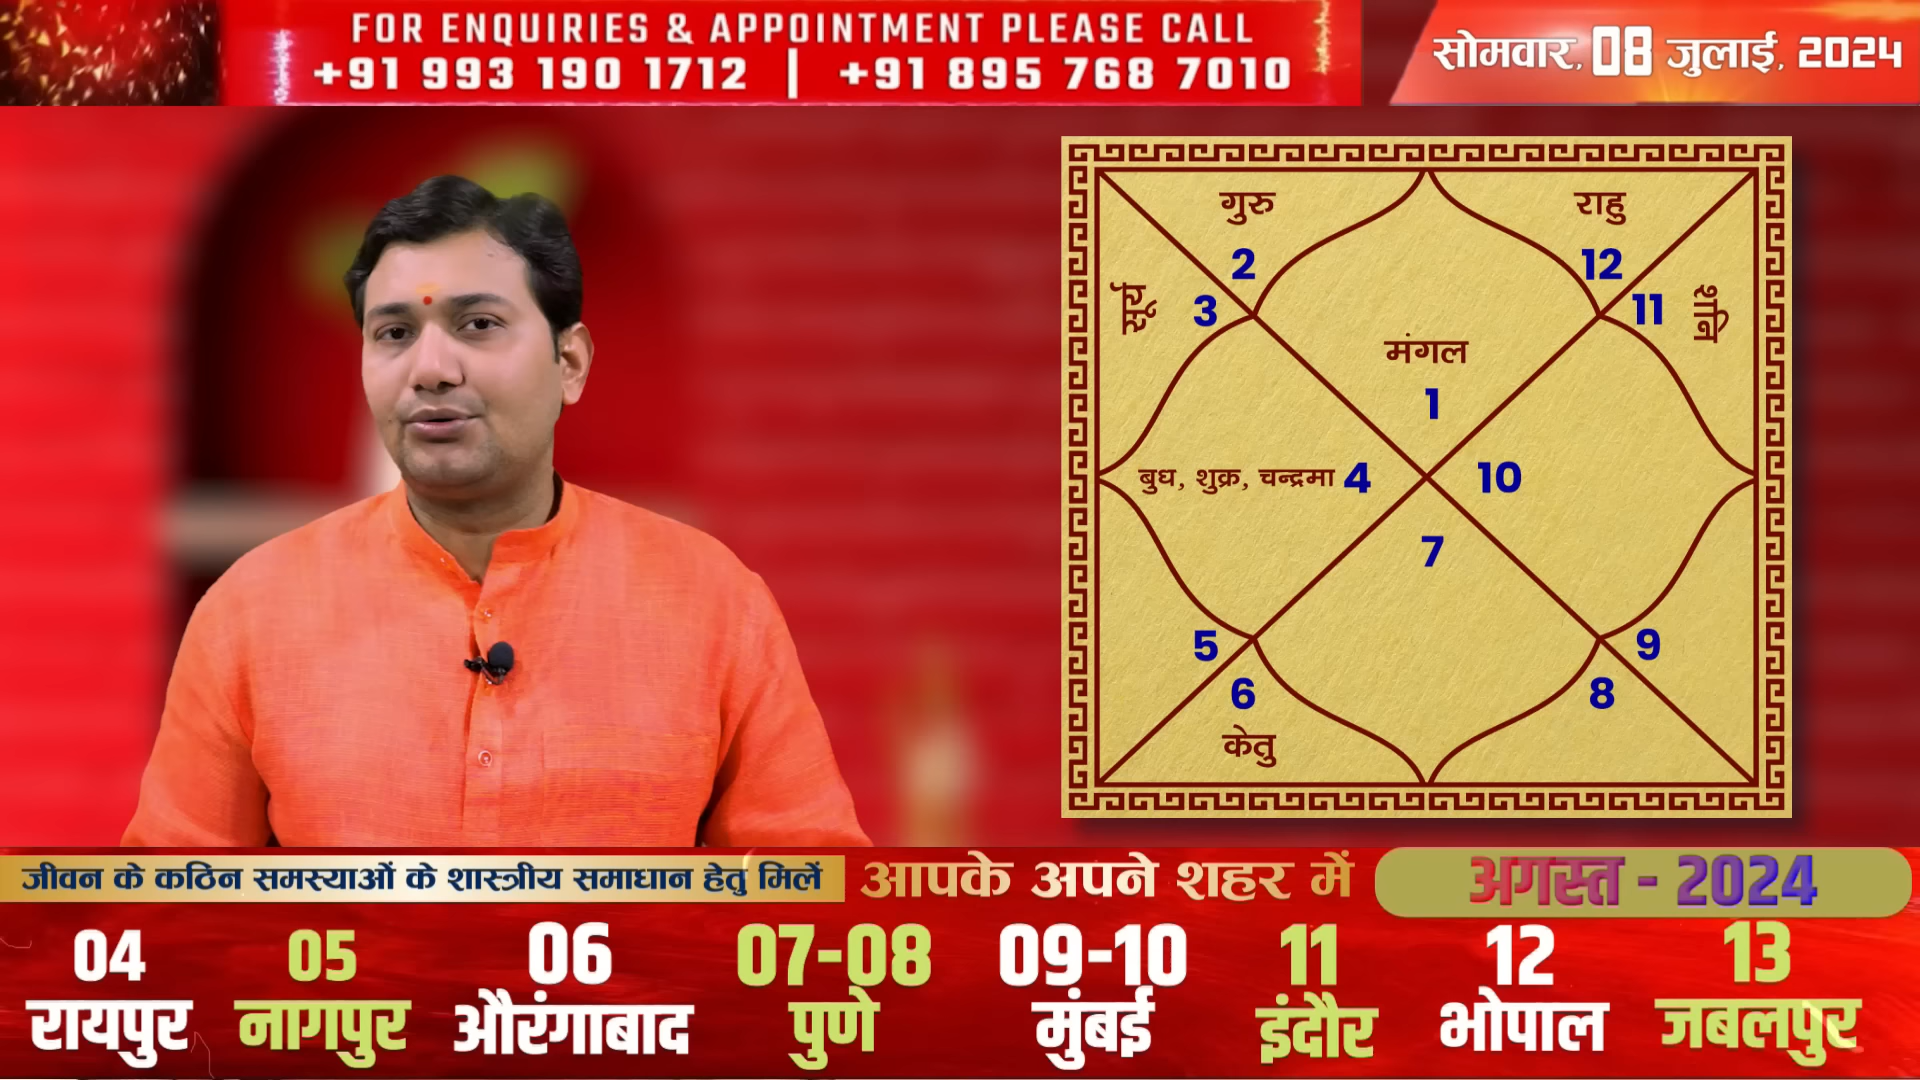 FOR ENQUIRIES & APPOINTMENT PLEASE CALL
+91 993 190 1712 | +91 895 768 7010
सोमवार, 08 जुलाई, 2024
गुरु
राहु
2
12
सूर्य
3
11
शनि
मंगल
1
बुध, शुक्र, चन्द्रमा 4
10
7
5
9
6
8
केतु
जीवन के कठिन समस्याओं के शास्त्रीय समाधान हेतु मिलें
आपके अपने शहर में
अगस्त - 2024
04 05 06 07-08 09-10 11 12 13
रायपुर नागपुर औरंगाबाद पुणे मुंबई इंदौर भोपाल जबलपुर